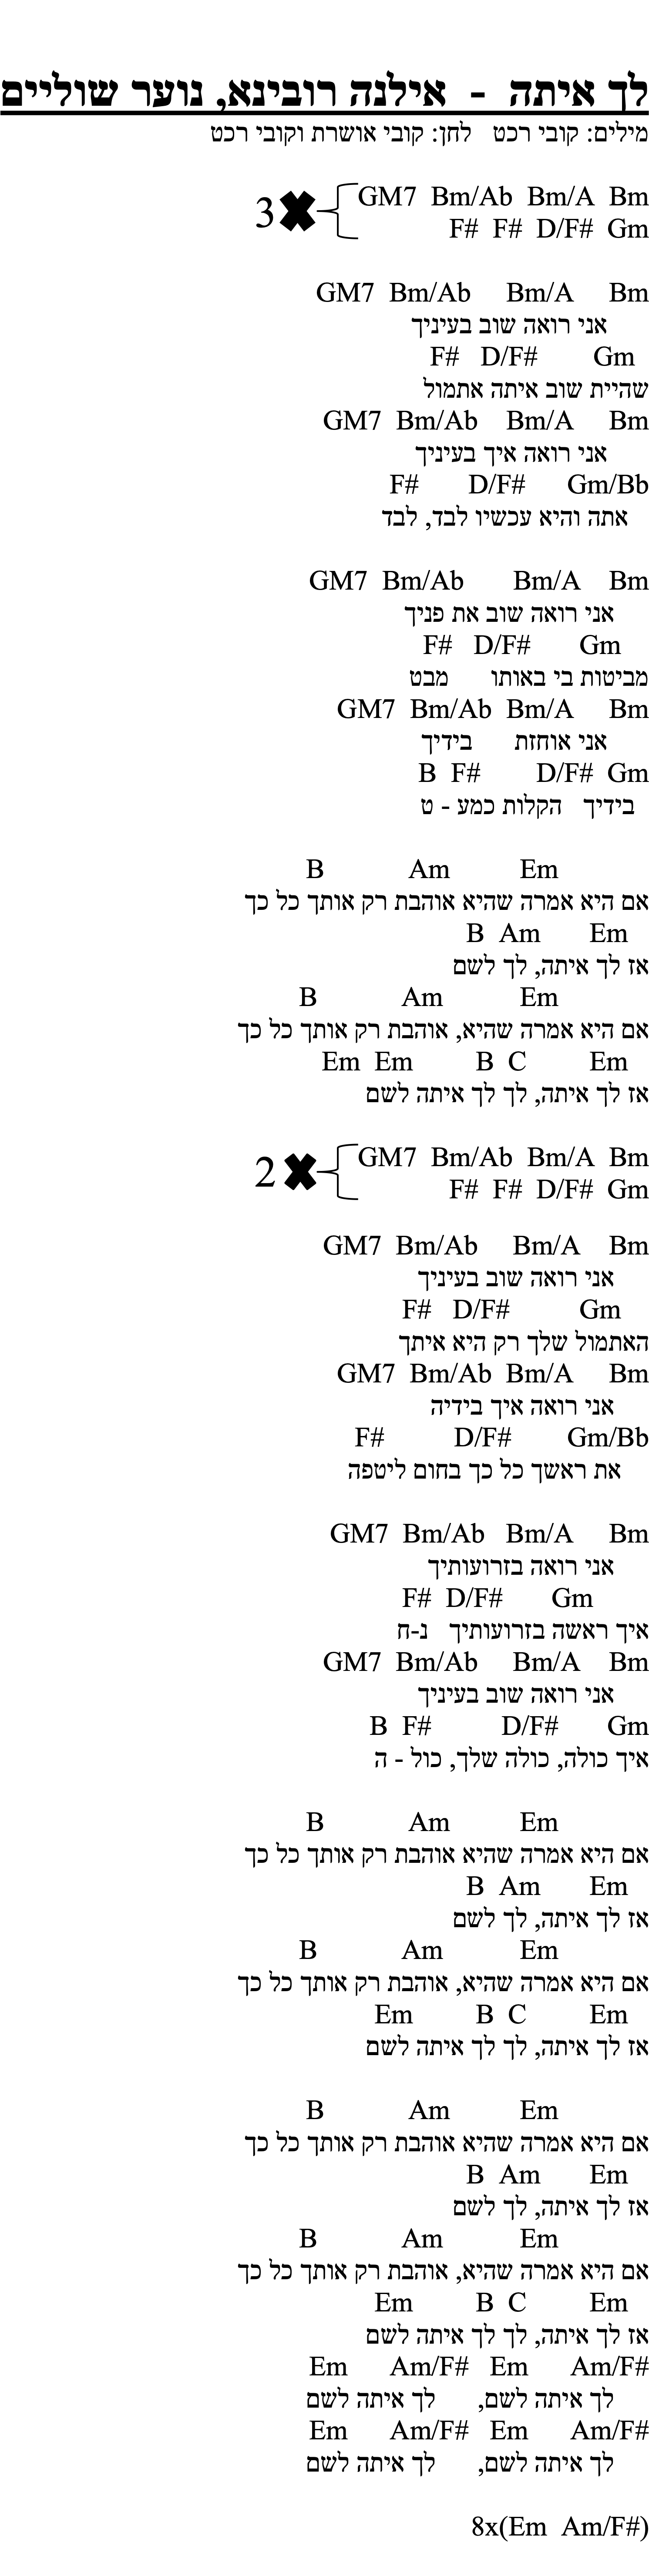 לך איתה - אילנה רובינא, נוער שוליים
מילים: קובי רכט   לחן: קובי אושרת וקובי רכט
3✖ { GM7 Bm/Ab Bm/A Bm
F# F# D/F# Gm
GM7 Bm/Ab Bm/A Bm
אני רואה שוב בעיניך
F# D/F# Gm
שהיית שוב איתה אתמול
GM7 Bm/Ab Bm/A Bm
אני רואה איך בעיניך
F# D/F# Gm/Bb
אתה והיא עכשיו לבד, לבד
GM7 Bm/Ab Bm/A Bm
אני רואה שוב את פניך
F# D/F# Gm
מביטות בי באותו מבט
GM7 Bm/Ab Bm/A Bm
אני אוחזת בידיך
B F# D/F# Gm
בידיך הקלות כמע - ט
B Am Em
אם היא אמרה שהיא אוהבת רק אותך כל כך
B Am Em
אז לך איתה, לך לשם
B Am Em
אם היא אמרה שהיא, אוהבת רק אותך כל כך
Em Em B C Em
אז לך איתה, לך לך איתה לשם
2✖ { GM7 Bm/Ab Bm/A Bm
F# F# D/F# Gm
GM7 Bm/Ab Bm/A Bm
אני רואה שוב בעיניך
F# D/F# Gm
האתמול שלך רק היא איתך
GM7 Bm/Ab Bm/A Bm
אני רואה איך בידיה
F# D/F# Gm/Bb
את ראשך כל כך בחום ליטפה
GM7 Bm/Ab Bm/A Bm
אני רואה בזרועותיך
F# D/F# Gm
איך ראשה בזרועותיך נ-ח
GM7 Bm/Ab Bm/A Bm
אני רואה שוב בעיניך
B F# D/F# Gm
איך כולה, כולה שלך, כול - ה
B Am Em
אם היא אמרה שהיא אוהבת רק אותך כל כך
B Am Em
אז לך איתה, לך לשם
B Am Em
אם היא אמרה שהיא, אוהבת רק אותך כל כך
Em B C Em
אז לך איתה, לך לך איתה לשם
B Am Em
אם היא אמרה שהיא אוהבת רק אותך כל כך
B Am Em
אז לך איתה, לך לשם
B Am Em
אם היא אמרה שהיא, אוהבת רק אותך כל כך
Em B C Em
אז לך איתה, לך לך איתה לשם
Em Am/F# Em Am/F#
לך איתה לשם, לך איתה לשם
Em Am/F# Em Am/F#
לך איתה לשם, לך איתה לשם
8x(Em Am/F#)